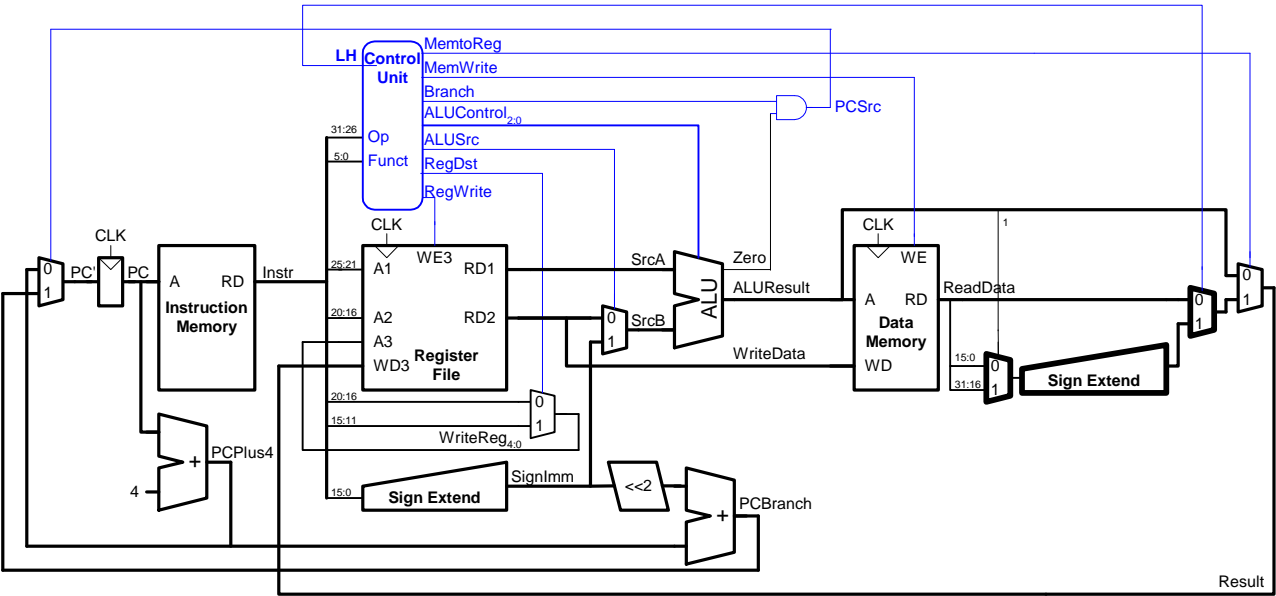 LH Control Unit
MemtoReg
MemWrite
Branch
ALUControl2:0
PCSrc
31:26 Op
ALUSrc
5:0 Funct
RegDst
RegWrite
CLK
CLK
CLK
0
1
PC'
PC
A RD
Instruction Memory
Instr
25:21 A1
WE3
RD1
20:16 A2
RD2
A3
WD3
Register File
SrcA
0
1
SrcB
ALU
Zero
ALUResult
WriteData
WE
A RD
Data Memory
WD
ReadData
1
15:0
31:16
0
1
Sign Extend
0
1
0
1
20:16
15:11
0
1
WriteReg4:0
PCPlus4
+
4
15:0
Sign Extend
SignImm
<<2
+
PCBranch
Result